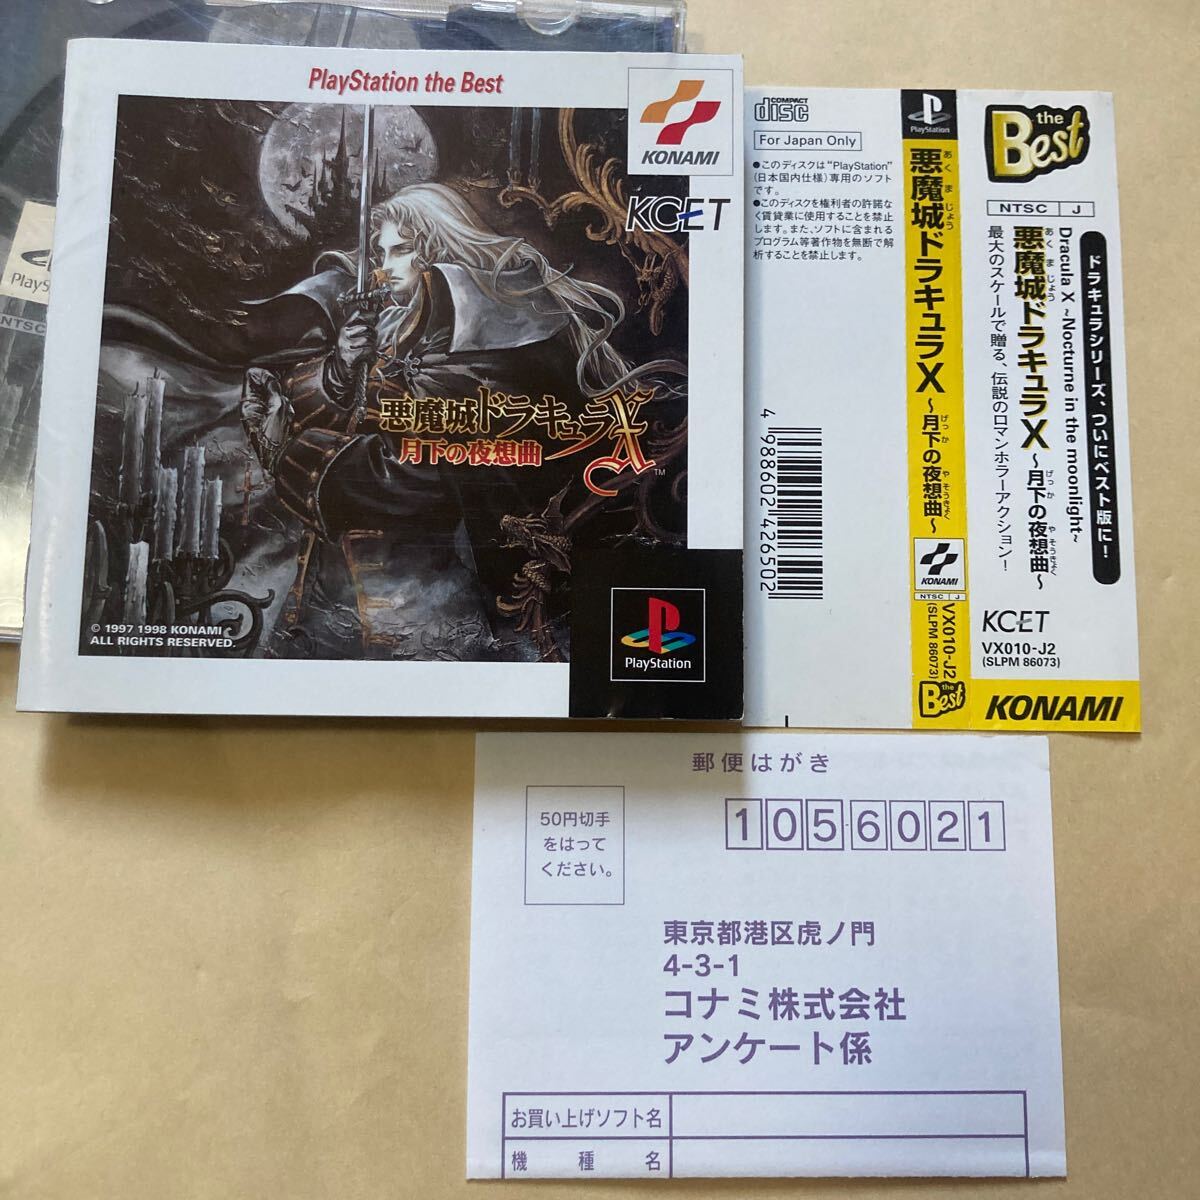 PlayStation the Best
KONAMI
KCET
悪魔城ドラキュラX
月下の夜想曲
TM
© 1997 1998 KONAMI
ALL RIGHTS RESERVED.
PlayStation
NTSC
COMPACT
disc
For Japan Only
●このディスクは“PlayStation”
(日本国内仕様)専用のソフト
です。
●このディスクを権利者の許諾な
く賃貸業に使用することを禁止
します。また、ソフトに含まれる
プログラム等著作物を無断で解
析することを禁止します。
4 988602 426502
PlayStation
あくまじょう
悪魔城ドラキュラX
げっか やそうきょく
~月下の夜想曲~
KONAMI
NTSC J
VX010-J2
(SLPM 86073)
the Best
the
Best
NTSC J
ドラキュラシリーズ、ついにベスト版に!
Dracula X ~Nocturne in the moonlight~
あくまじょう
悪魔城ドラキュラX
げっか やそうきょく
~月下の夜想曲~
最大のスケールで贈る、伝説のロマンホラーアクション!
KCET
VX010-J2
(SLPM 86073)
KONAMI
郵便はがき
50円切手
をはって
ください。
1056021
東京都港区虎ノ門
4-3-1
コナミ株式会社
アンケート係
お買い上げソフト名
機種名